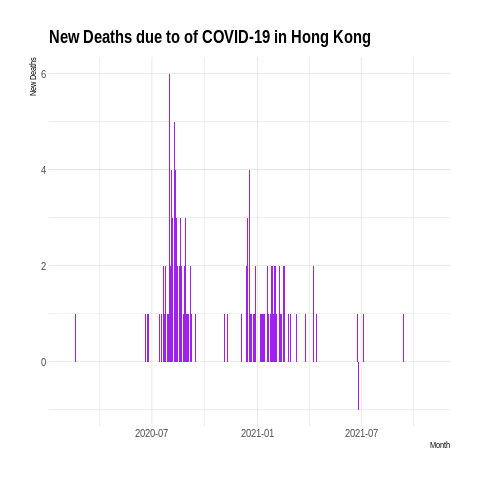 New Deaths due to of COVID-19 in Hong Kong
New Deaths
6
4
2
0
2020-07 2021-01 2021-07
Month